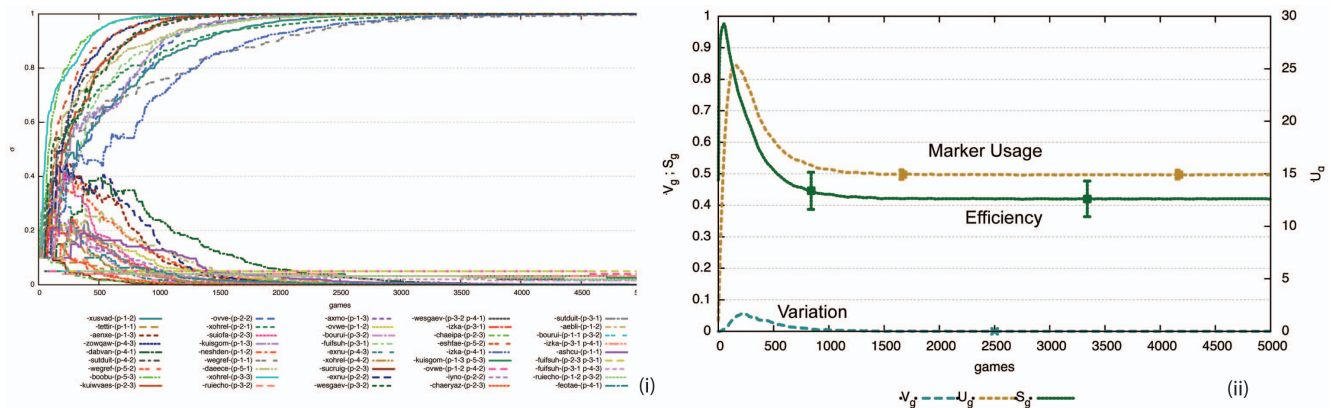 1
0.8
0.6
0.4
0.2
0
σ
0 500 1000 1500 2000 2500 3000 3500 4000 4500 5
games
-xusvad-(p-1-2) -ovve-(p-2-2) -axmo-(p-1-3) -wesgaev-(p-3-2 p-4-1) -sutduit-(p-3-1)
-tettir-(p-1-1) -xohrel-(p-2-1) -ovwe-(p-1-2) -izka-(p-3-1) -aebli-(p-2-2)
-aenxe-(p-1-3) -suiofa-(p-2-3) -bourui-(p-3-2) -chaeipa-(p-2-2) -bourui-(p-1-1 p-3-2)
-zowqaw-(p-4-3) -kuisgom-(p-1-3) -fuifsuh-(p-3-1) -eshfae-(p-5-2) -izka-(p-3-1 p-4-1)
-dabvan-(p-4-1) -neshden-(p-1-2) -exnu-(p-4-3) -izka-(p-4-1) -ashcu-(p-1-1)
-sutduit-(p-4-2) -wegref-(p-1-1) -xohrel-(p-4-2) -kuisgom-(p-1-3 p-5-3) -fuifsuh-(p-2-3 p-3-1)
-wegref-(p-5-2) -daeece-(p-5-1) -sucruig-(p-2-3) -ovwe-(p-1-2 p-4-2) -fuifsuh-(p-3-1 p-4-3)
-boobu-(p-5-3) -xohrel-(p-3-3) -exnu-(p-2-2) -iyno-(p-2-2) -ruiecho-(p-1-2 p-3-2)
-kuiwvaes-(p-2-3) -ruiecho-(p-3-2) -wesgaev-(p-3-2) -chaeryaz-(p-2-3) -feotae-(p-4-1)
(i)
1 30
0.9
0.8 25
0.7
0.6 20
0.5 15
0.4
0.3 10
0.2
0.1 5
0 0
Vg ; Sg
Ug
Marker Usage
Efficiency
Variation
0 500 1000 1500 2000 2500 3000 3500 4000 4500 5000
games
(ii)
Vg Ug Sg